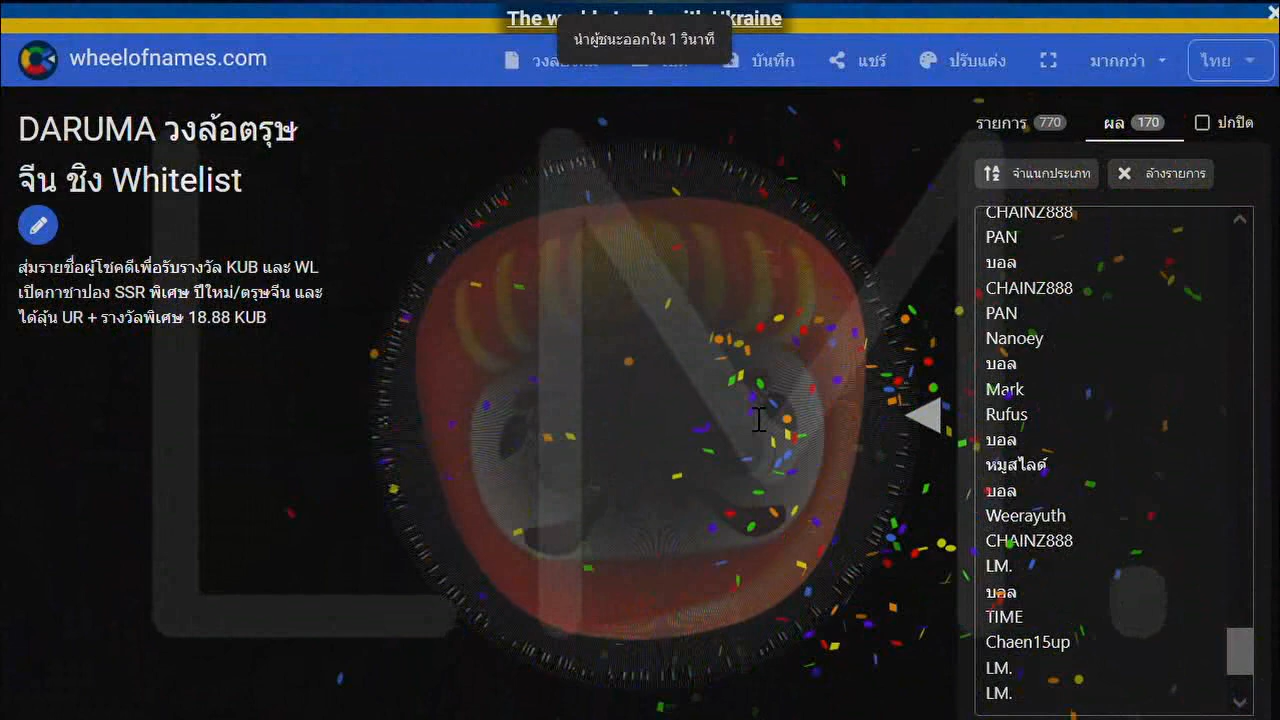 The world stands with Ukraine
นำผู้ชนะออกใน 1 วินาที
wheelofnames.com
บันทึก
แชร์
ปรับแต่ง
มากกว่า
ไทย
DARUMA วงล้อตรุษ
จีน ชิง Whitelist
สุ่มรายชื่อผู้โชคดีเพื่อรับรางวัล KUB และ WL
เปิดกาชาปอง SSR พิเศษ ปีใหม่/ตรุษจีน และ
ได้ลุ้น UR + รางวัลพิเศษ 18.88 KUB
รายการ 770
ผล 170
ปกปิด
จำแนกประเภท
ล้างรายการ
CHAINZ888
PAN
บอล
CHAINZ888
PAN
Nanoey
บอล
Mark
Rufus
บอล
หมูสไลด์
บอล
Weerayuth
CHAINZ888
LM.
บอล
TIME
Chaen15up
LM.
LM.